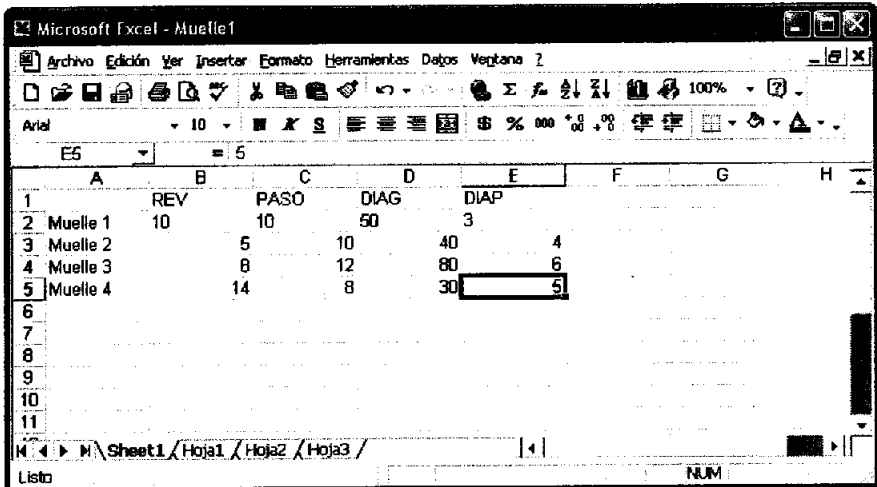 Microsoft Excel - Muelle1
Archivo Edición Ver Insertar Formato Herramientas Datos Ventana ?
100%
Arial 10 N K S $ % 000
E5 = 5
A B C D E F G H
1 REV PASO DIAG DIAP
2 Muelle 1 10 10 50 3
3 Muelle 2 5 10 40 4
4 Muelle 3 8 12 80 6
5 Muelle 4 14 8 30 5
6
7
8
9
10
11
Sheet1 Hoja1 Hoja2 Hoja3
Listo NUM